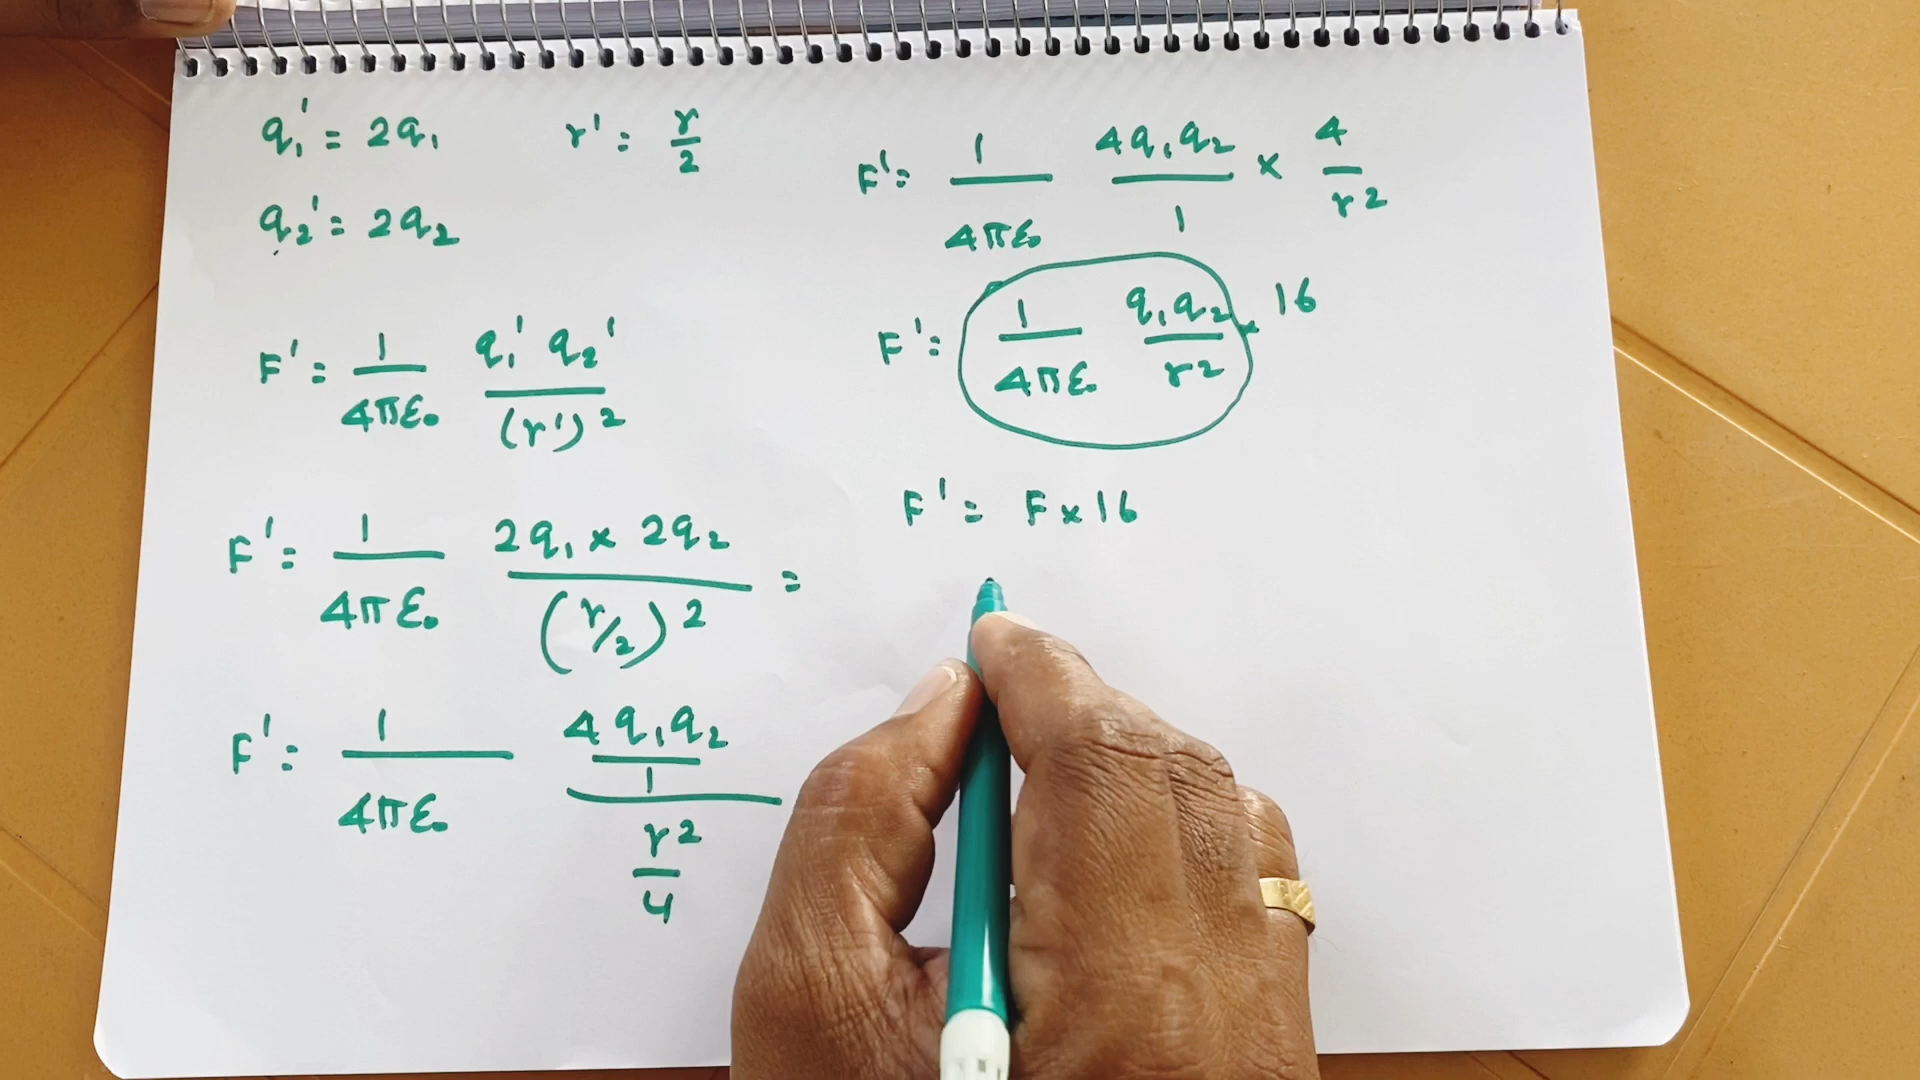 q₁' = 2q₁ r' = r/2
q₂' = 2q₂
F' = 1/4πε₀ q₁' q₂'/(r')²
F' = 1/4πε₀ 2q₁ × 2q₂/(r/2)² =
F' = 1/4πε₀ (4q₁q₂/1)/(r²/4)
F' = 1/4πε₀ 4q₁q₂/1 × 4/r²
F' = 1/4πε₀ q₁q₂/r² × 16
F' = F × 16